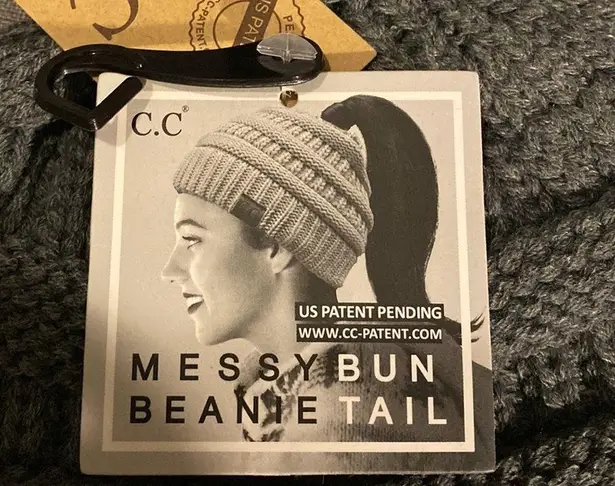 C.C®
US PATENT PENDING
WWW.CC-PATENT.COM
MESSY BUN
BEANIE TAIL